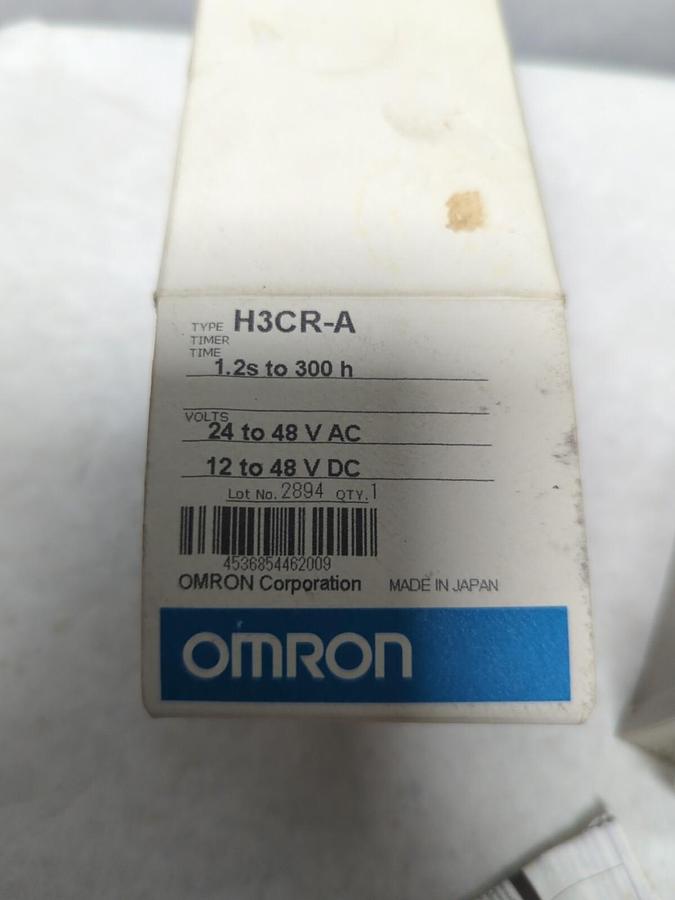 TYPE H3CR-A
TIMER
TIME
1.2s to 300 h
VOLTS
24 to 48 V AC
12 to 48 V DC
Lot No. 2894 QTY.1
4536854462009
OMRON Corporation MADE IN JAPAN
OMRON